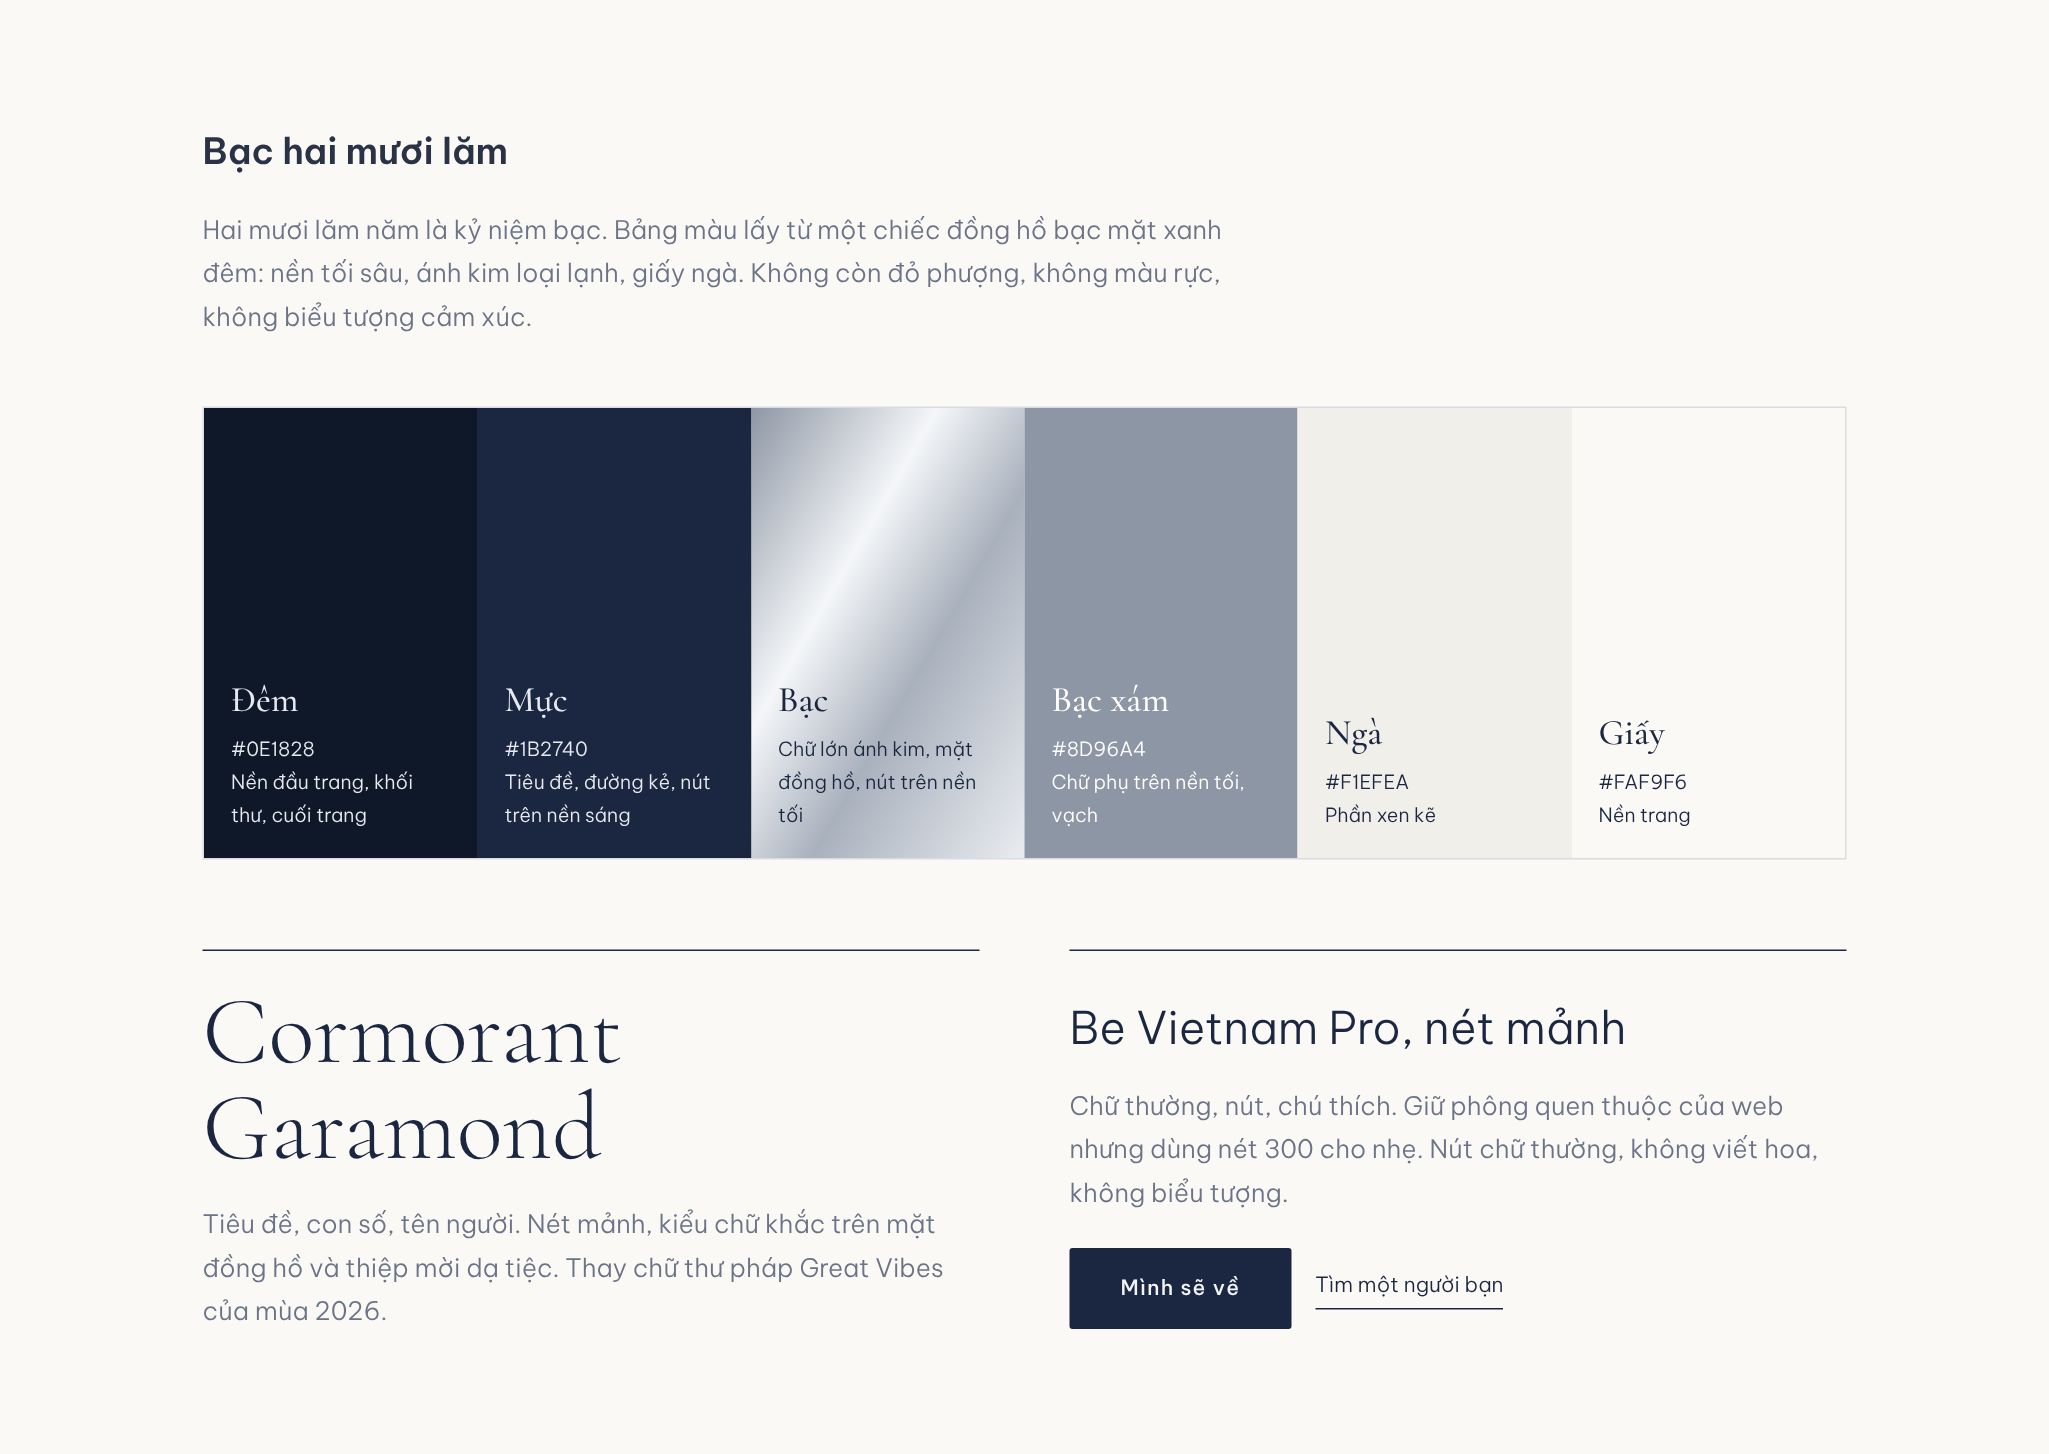 Bạc hai mươi lăm
Hai mươi lăm năm là kỷ niệm bạc. Bảng màu lấy từ một chiếc đồng hồ bạc mặt xanh
đêm: nền tối sâu, ánh kim loại lạnh, giấy ngà. Không còn đỏ phượng, không màu rực,
không biểu tượng cảm xúc.
Đêm
#0E1828
Nền đầu trang, khối
thư, cuối trang
Mực
#1B2740
Tiêu đề, đường kẻ, nút
trên nền sáng
Bạc
Chữ lớn ánh kim, mặt
đồng hồ, nút trên nền
tối
Bạc xám
#8D96A4
Chữ phụ trên nền tối,
vạch
Ngà
#F1EFEA
Phần xen kẽ
Giấy
#FAF9F6
Nền trang
Cormorant
Garamond
Tiêu đề, con số, tên người. Nét mảnh, kiểu chữ khắc trên mặt
đồng hồ và thiệp mời dạ tiệc. Thay chữ thư pháp Great Vibes
của mùa 2026.
Be Vietnam Pro, nét mảnh
Chữ thường, nút, chú thích. Giữ phông quen thuộc của web
nhưng dùng nét 300 cho nhẹ. Nút chữ thường, không viết hoa,
không biểu tượng.
Mình sẽ về
Tìm một người bạn